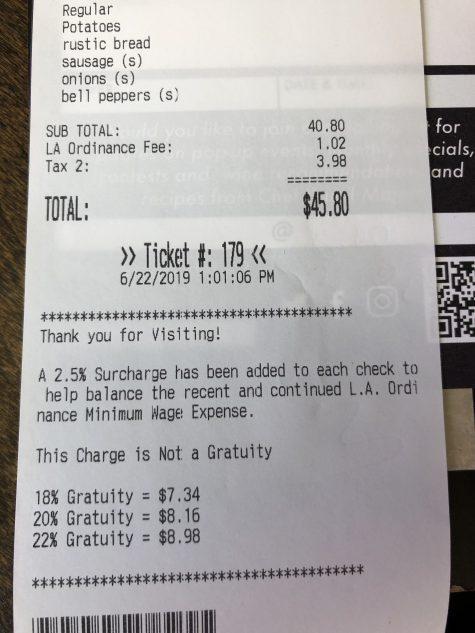 Regular
Potatoes
rustic bread
sausage (s)
onions (s)
bell peppers (s)
DATE & TIME
SUB TOTAL: 40.80
for
LA Ordinance Fee: 1.02
ecials,
Tax 2: 3.98
and
========
TOTAL: $45.80
>> Ticket #: 179 <<
6/22/2019 1:01:06 PM
*************************************
Thank you for Visiting!
A 2.5% Surcharge has been added to each check to
help balance the recent and continued L.A. Ordi
nance Minimum Wage Expense.
This Charge is Not a Gratuity
18% Gratuity = $7.34
20% Gratuity = $8.16
22% Gratuity = $8.98
***************************************